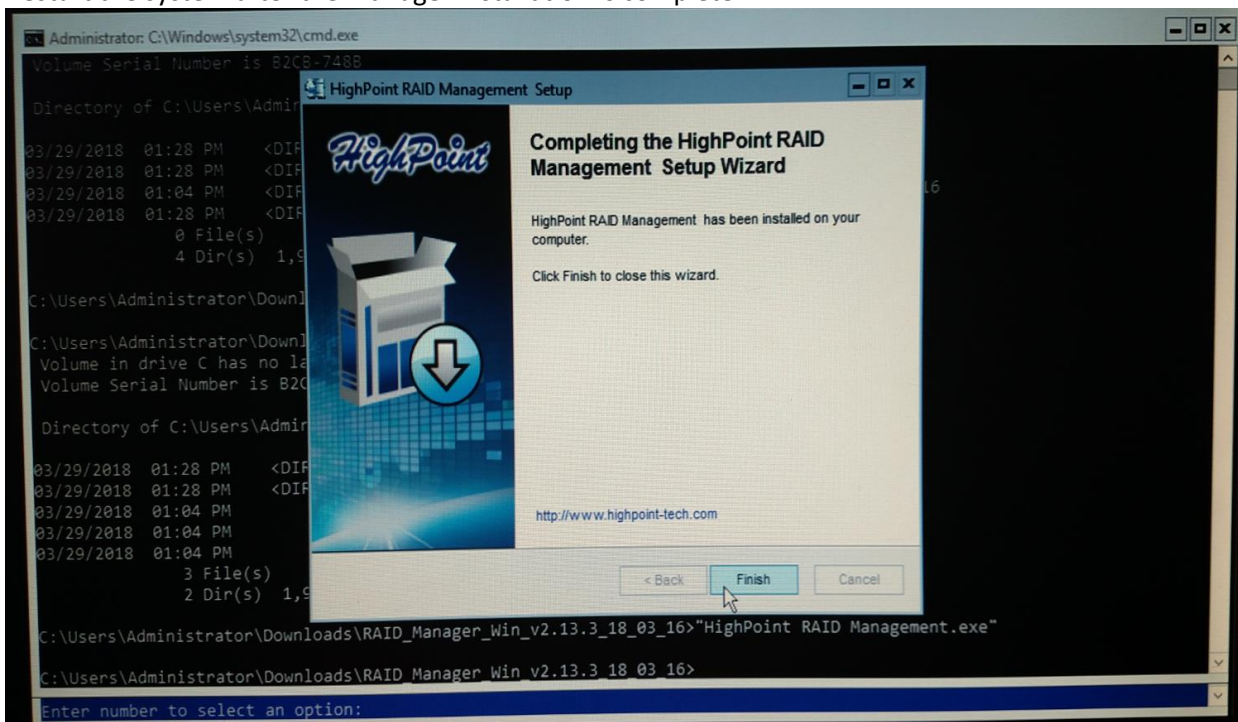 Administrator: C:\Windows\system32\cmd.exe
Volume Serial Number is B2CB-748B
HighPoint RAID Management Setup
Directory of C:\Users\Admir
03/29/2018 01:28 PM <DIF
03/29/2018 01:28 PM <DIF
03/29/2018 01:04 PM <DIF
16
03/29/2018 01:28 PM <DIF
0 File(s)
4 Dir(s) 1,9
C:\Users\Administrator\Downl
C:\Users\Administrator\Downl
Volume in drive C has no la
Volume Serial Number is B2C
Directory of C:\Users\Admir
03/29/2018 01:28 PM <DIF
03/29/2018 01:28 PM <DIF
03/29/2018 01:04 PM
03/29/2018 01:04 PM
03/29/2018 01:04 PM
3 File(s)
2 Dir(s) 1,9
HighPoint
Completing the HighPoint RAID
Management Setup Wizard
HighPoint RAID Management has been installed on your
computer.
Click Finish to close this wizard.
http://www.highpoint-tech.com
< Back Finish Cancel
C:\Users\Administrator\Downloads\RAID_Manager_Win_v2.13.3_18_03_16>"HighPoint RAID Management.exe"
C:\Users\Administrator\Downloads\RAID_Manager_Win_v2.13.3_18_03_16>
Enter number to select an option: